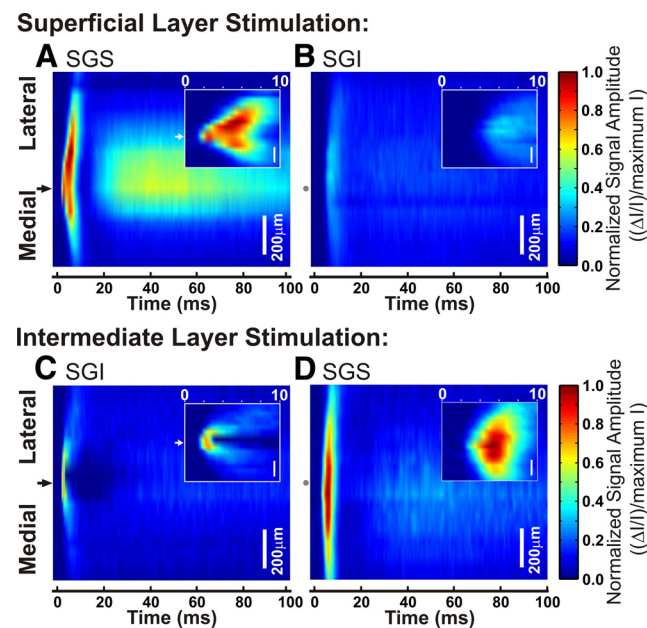 Superficial Layer Stimulation:
A SGS
B SGI
Lateral
Medial
0 10
200μm
0 20 40 60 80 100
Time (ms)
0 10
200μm
0 20 40 60 80 100
Time (ms)
1.0
0.8
0.6
0.4
0.2
0.0
Normalized Signal Amplitude
((ΔI/I)/maximum I)
Intermediate Layer Stimulation:
C SGI
D SGS
Lateral
Medial
0 10
200μm
0 20 40 60 80 100
Time (ms)
0 10
200μm
0 20 40 60 80 100
Time (ms)
1.0
0.8
0.6
0.4
0.2
0.0
Normalized Signal Amplitude
((ΔI/I)/maximum I)